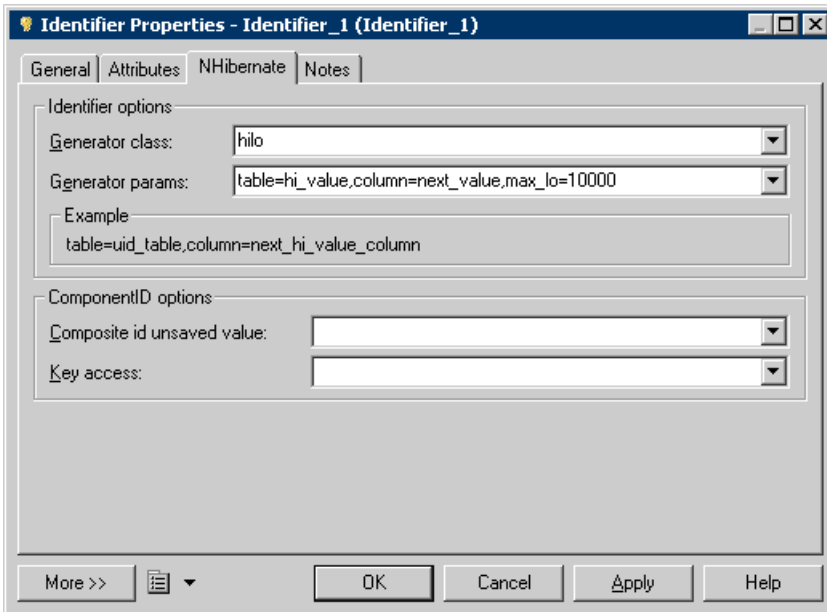 Identifier Properties - Identifier_1 (Identifier_1)
General Attributes NHibernate Notes
Identifier options
Generator class: hilo
Generator params: table=hi_value,column=next_value,max_lo=10000
Example
table=uid_table,column=next_hi_value_column
ComponentID options
Composite id unsaved value:
Key access:
More >> OK Cancel Apply Help